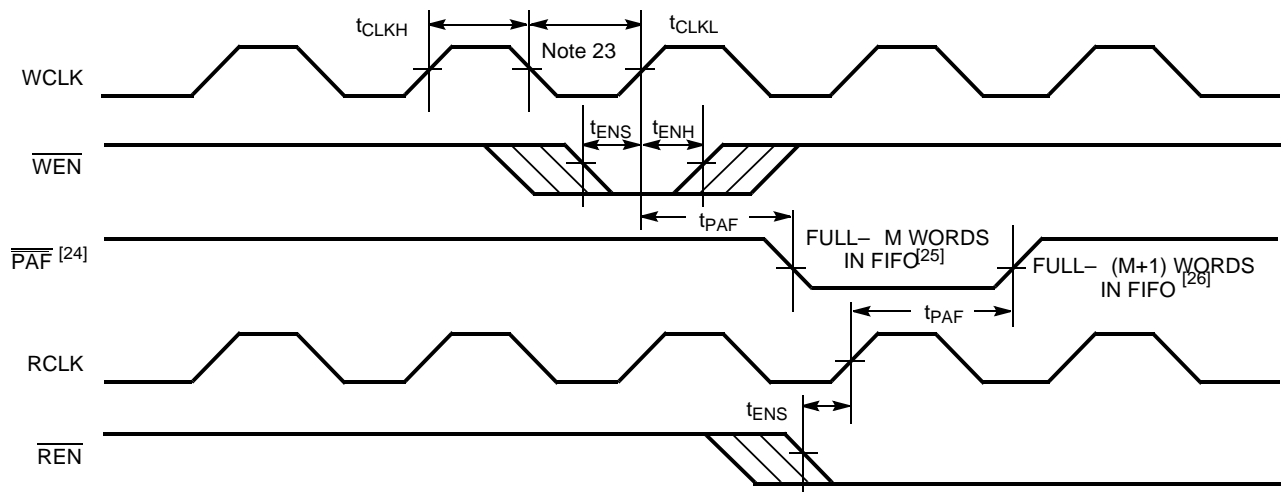 tCLKH
tCLKL
Note 23
WCLK
tENS
tENH
WEN
tPAF
PAF [24]
FULL– M WORDS
IN FIFO[25]
FULL– (M+1) WORDS
IN FIFO [26]
tPAF
RCLK
tENS
REN